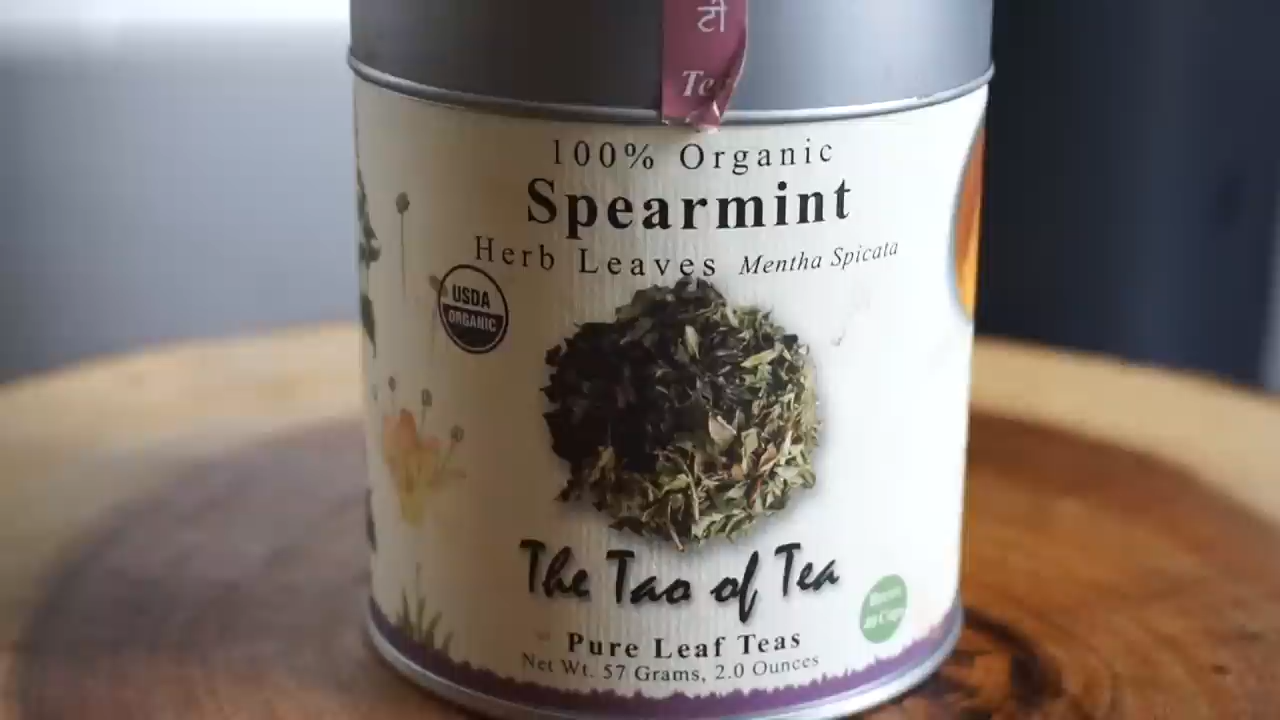 टी
Te
100% Organic
Spearmint
Herb Leaves Mentha Spicata
USDA
ORGANIC
The Tao of Tea
Pure Leaf Teas
Net Wt. 57 Grams, 2.0 Ounces